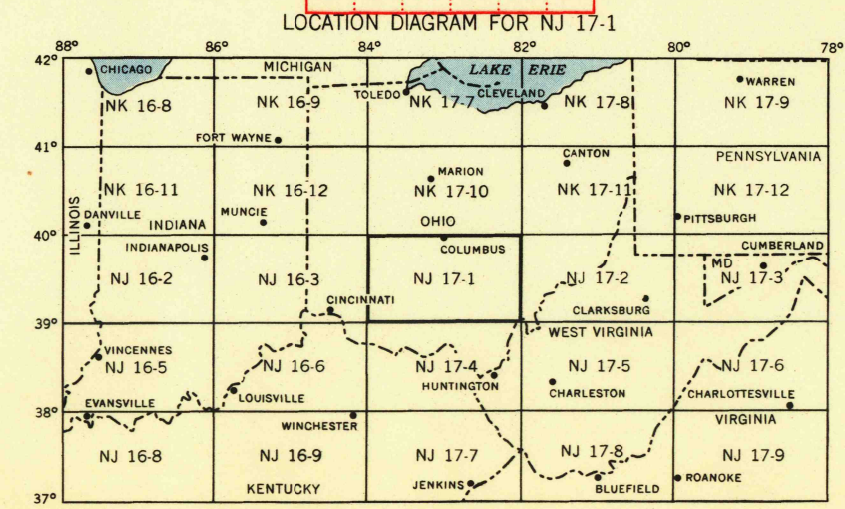 LOCATION DIAGRAM FOR NJ 17-1
88° 86° 84° 82° 80° 78°
42°
CHICAGO MICHIGAN LAKE ERIE WARREN
TOLEDO CLEVELAND
NK 16-8 NK 16-9 NK 17-7 NK 17-8 NK 17-9
FORT WAYNE
41°
CANTON PENNSYLVANIA
MARION
NK 16-11 NK 16-12 NK 17-10 NK 17-11 NK 17-12
ILLINOIS
DANVILLE INDIANA MUNCIE OHIO PITTSBURGH
40°
INDIANAPOLIS COLUMBUS CUMBERLAND
MD
NJ 16-2 NJ 16-3 NJ 17-1 NJ 17-2 NJ 17-3
CINCINNATI CLARKSBURG
39°
WEST VIRGINIA
VINCENNES
NJ 16-5 NJ 16-6 NJ 17-4 NJ 17-5 NJ 17-6
HUNTINGTON
EVANSVILLE LOUISVILLE CHARLESTON CHARLOTTESVILLE
38°
WINCHESTER VIRGINIA
NJ 16-8 NJ 16-9 NJ 17-7 NJ 17-8 NJ 17-9
KENTUCKY JENKINS BLUEFIELD ROANOKE
37°